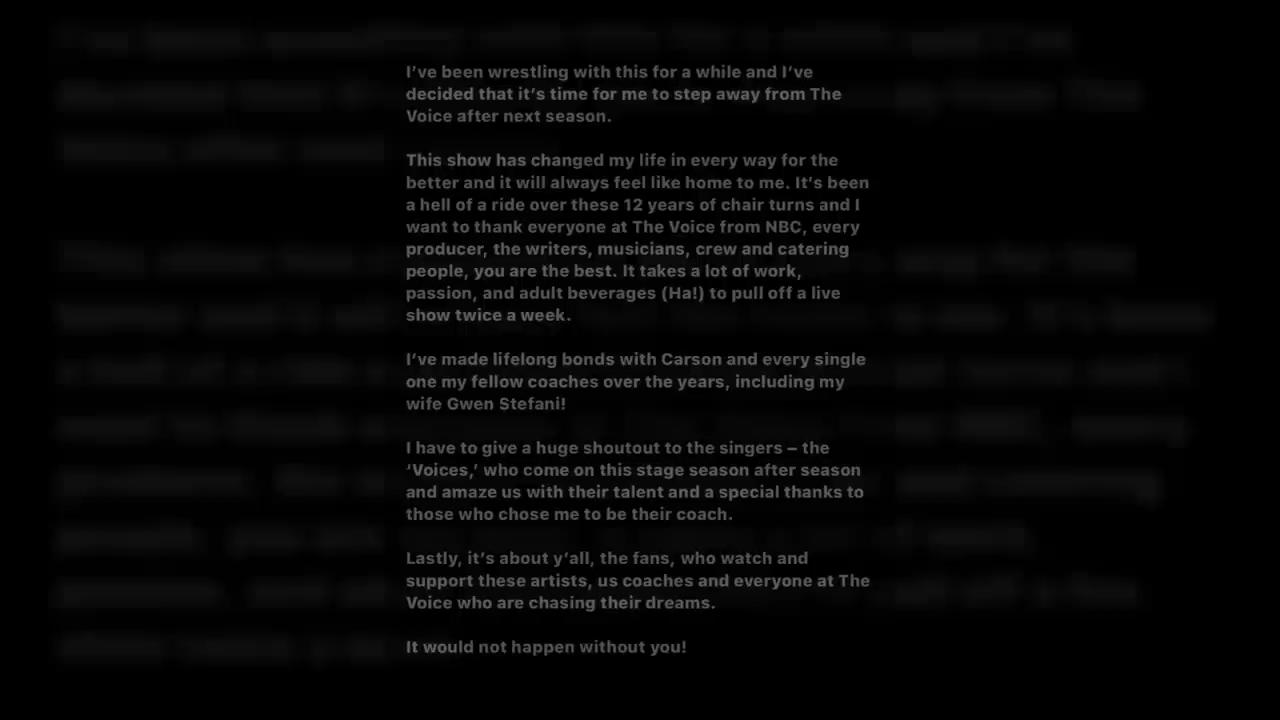 I’ve been wrestling with this for a while and I’ve
decided that it’s time for me to step away from The
Voice after next season.
This show has changed my life in every way for the
better and it will always feel like home to me. It’s been
a hell of a ride over these 12 years of chair turns and I
want to thank everyone at The Voice from NBC, every
producer, the writers, musicians, crew and catering
people, you are the best. It takes a lot of work,
passion, and adult beverages (Ha!) to pull off a live
show twice a week.
I’ve made lifelong bonds with Carson and every single
one my fellow coaches over the years, including my
wife Gwen Stefani!
I have to give a huge shoutout to the singers – the
‘Voices,’ who come on this stage season after season
and amaze us with their talent and a special thanks to
those who chose me to be their coach.
Lastly, it’s about y’all, the fans, who watch and
support these artists, us coaches and everyone at The
Voice who are chasing their dreams.
It would not happen without you!